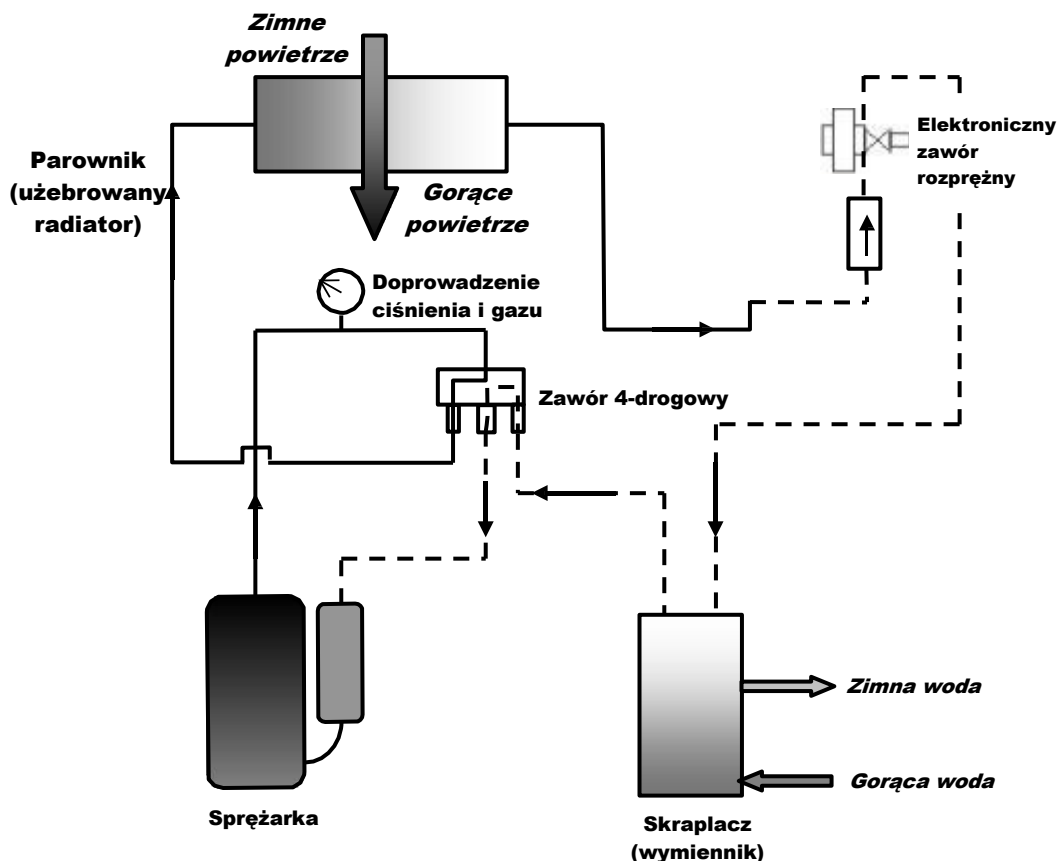 Zimne
powietrze
Elektroniczny
zawór
rozprężny
Parownik
(użebrowany
radiator)
Gorące
powietrze
Doprowadzenie
ciśnienia i gazu
Zawór 4-drogowy
Zimna woda
Gorąca woda
Sprężarka
Skraplacz
(wymiennik)